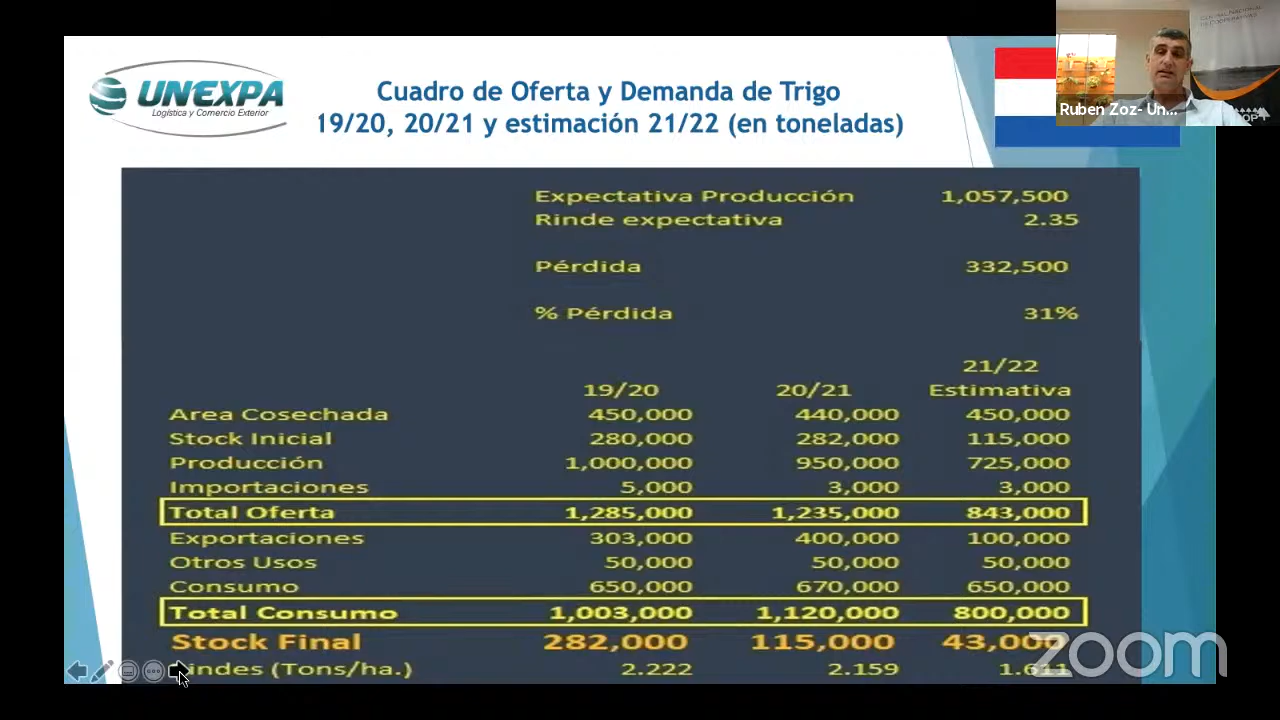 UNEXPA
Logística y Comercio Exterior
Cuadro de Oferta y Demanda de Trigo
19/20, 20/21 y estimación 21/22 (en toneladas)
CENTRAL NACIONAL
DE COOPERATIVAS
Ruben Zoz- Un...
Expectativa Producción 1,057,500
Rinde expectativa 2.35
Pérdida 332,500
% Pérdida 31%
21/22
19/20 20/21 Estimativa
Area Cosechada 450,000 440,000 450,000
Stock Inicial 280,000 282,000 115,000
Producción 1,000,000 950,000 725,000
Importaciones 5,000 3,000 3,000
Total Oferta 1,285,000 1,235,000 843,000
Exportaciones 303,000 400,000 100,000
Otros Usos 50,000 50,000 50,000
Consumo 650,000 670,000 650,000
Total Consumo 1,003,000 1,120,000 800,000
Stock Final 282,000 115,000 43,000
zoom
(Tons/ha.) 2.222 2.159 1.611